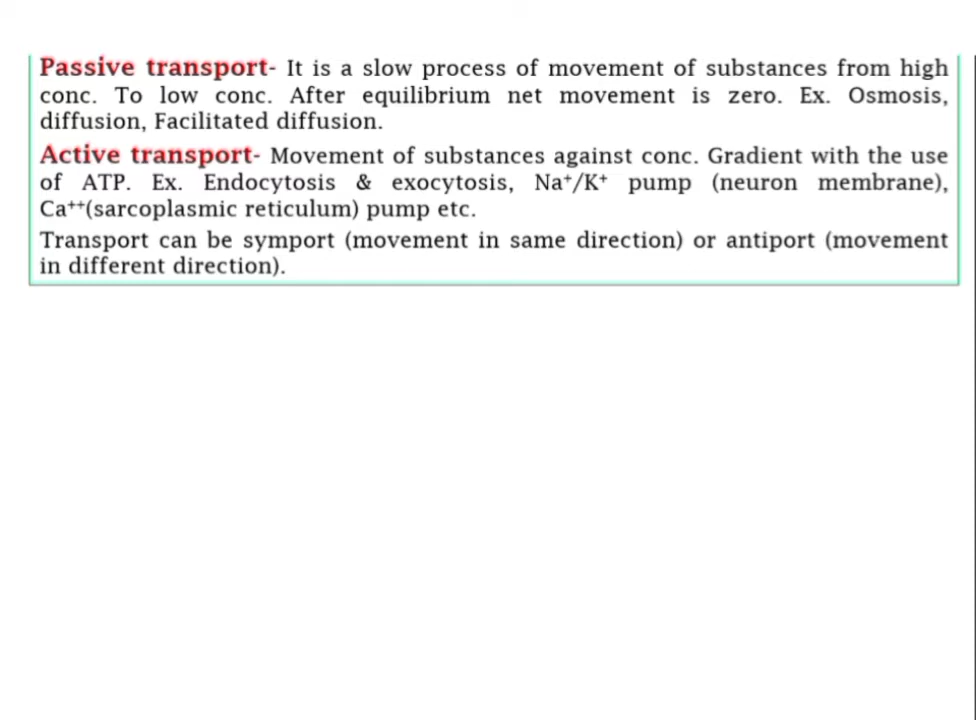 Passive transport- It is a slow process of movement of substances from high
conc. To low conc. After equilibrium net movement is zero. Ex. Osmosis,
diffusion, Facilitated diffusion.
Active transport- Movement of substances against conc. Gradient with the use
of ATP. Ex. Endocytosis & exocytosis, Na⁺/K⁺ pump (neuron membrane),
Ca⁺⁺(sarcoplasmic reticulum) pump etc.
Transport can be symport (movement in same direction) or antiport (movement
in different direction).